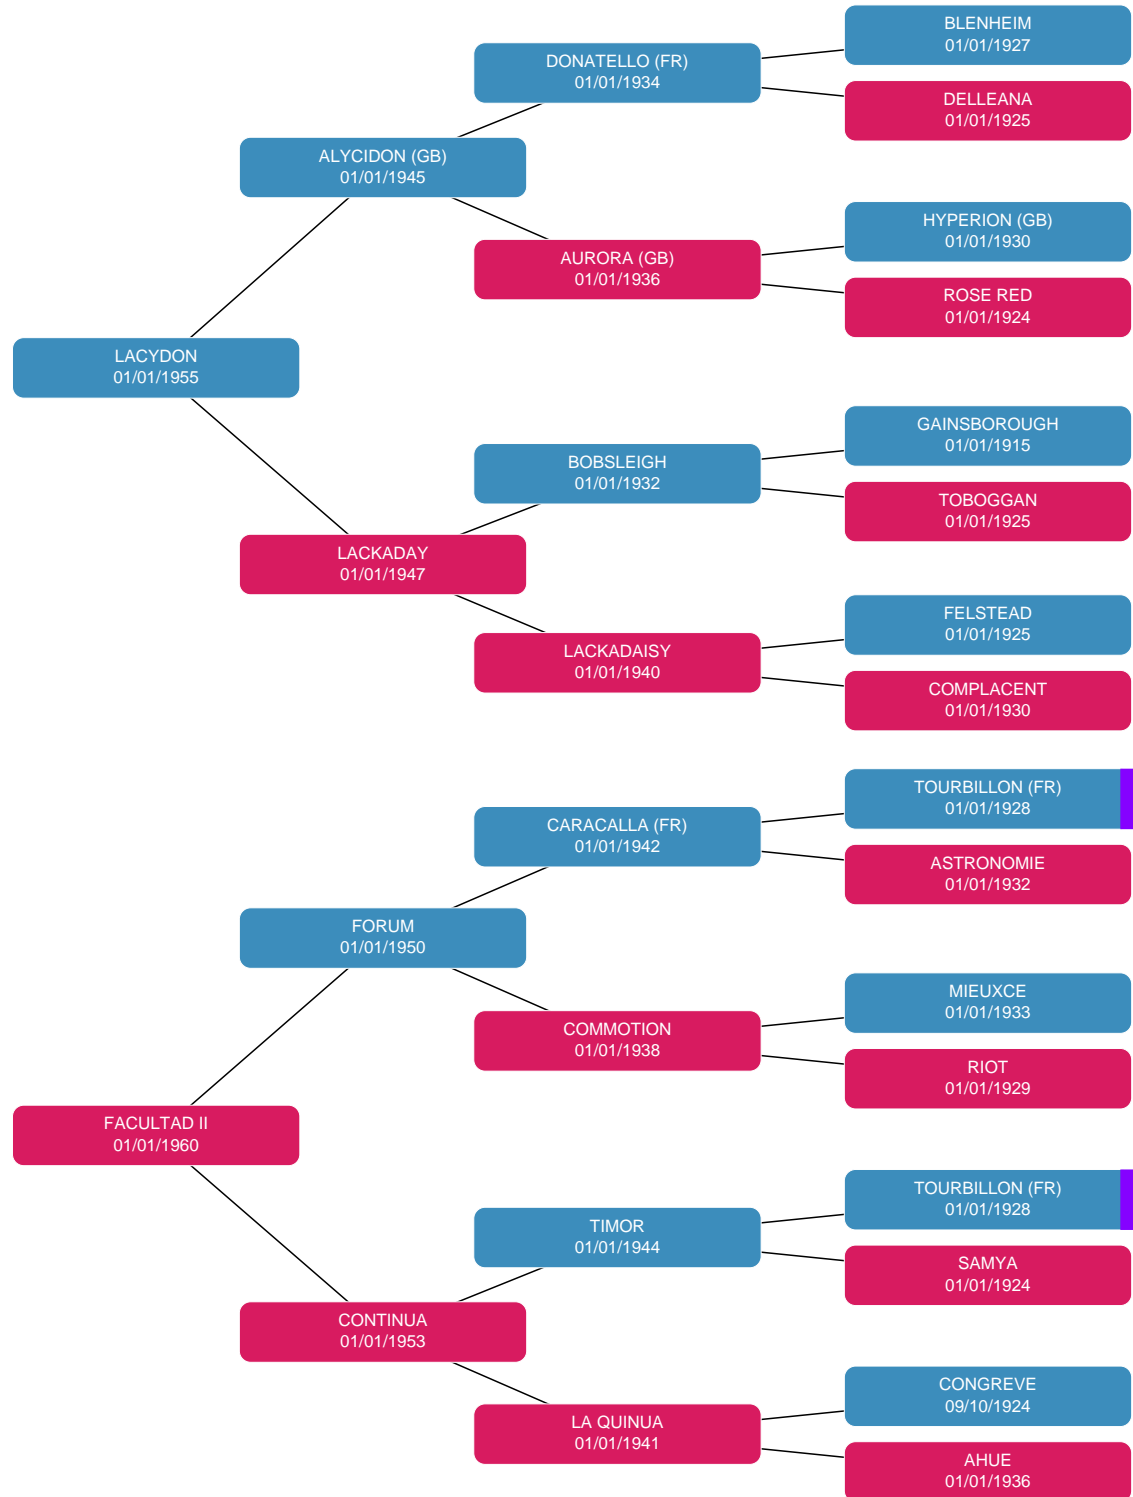 BLENHEIM
01/01/1927
DONATELLO (FR)
01/01/1934
DELLEANA
01/01/1925
ALYCIDON (GB)
01/01/1945
HYPERION (GB)
01/01/1930
AURORA (GB)
01/01/1936
ROSE RED
01/01/1924
LACYDON
01/01/1955
GAINSBOROUGH
01/01/1915
BOBSLEIGH
01/01/1932
TOBOGGAN
01/01/1925
LACKADAY
01/01/1947
FELSTEAD
01/01/1925
LACKADAISY
01/01/1940
COMPLACENT
01/01/1930
TOURBILLON (FR)
01/01/1928
CARACALLA (FR)
01/01/1942
ASTRONOMIE
01/01/1932
FORUM
01/01/1950
MIEUXCE
01/01/1933
COMMOTION
01/01/1938
RIOT
01/01/1929
FACULTAD II
01/01/1960
TOURBILLON (FR)
01/01/1928
TIMOR
01/01/1944
SAMYA
01/01/1924
CONTINUA
01/01/1953
CONGREVE
09/10/1924
LA QUINUA
01/01/1941
AHUE
01/01/1936